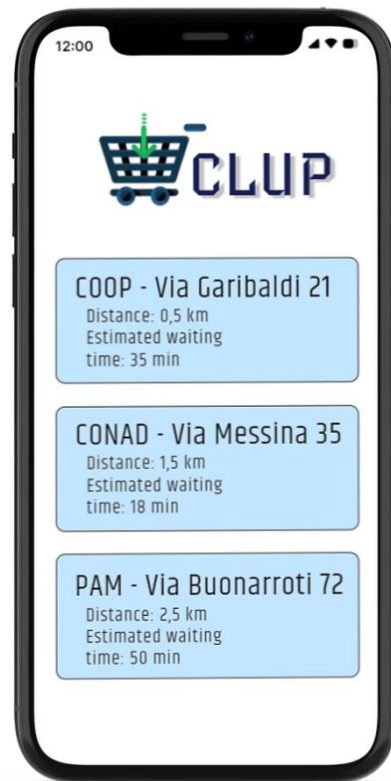 12:00
CLUP
COOP - Via Garibaldi 21
Distance: 0,5 km
Estimated waiting
time: 35 min
CONAD - Via Messina 35
Distance: 1,5 km
Estimated waiting
time: 18 min
PAM - Via Buonarroti 72
Distance: 2,5 km
Estimated waiting
time: 50 min